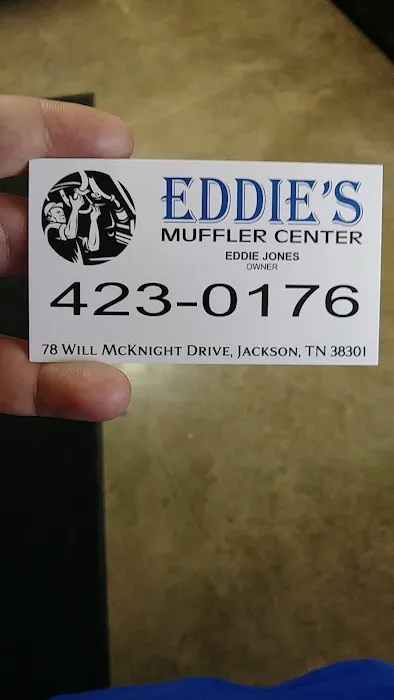 EDDIE'S
MUFFLER CENTER
EDDIE JONES
OWNER
423-0176
78 WILL MCKNIGHT DRIVE, JACKSON, TN 38301